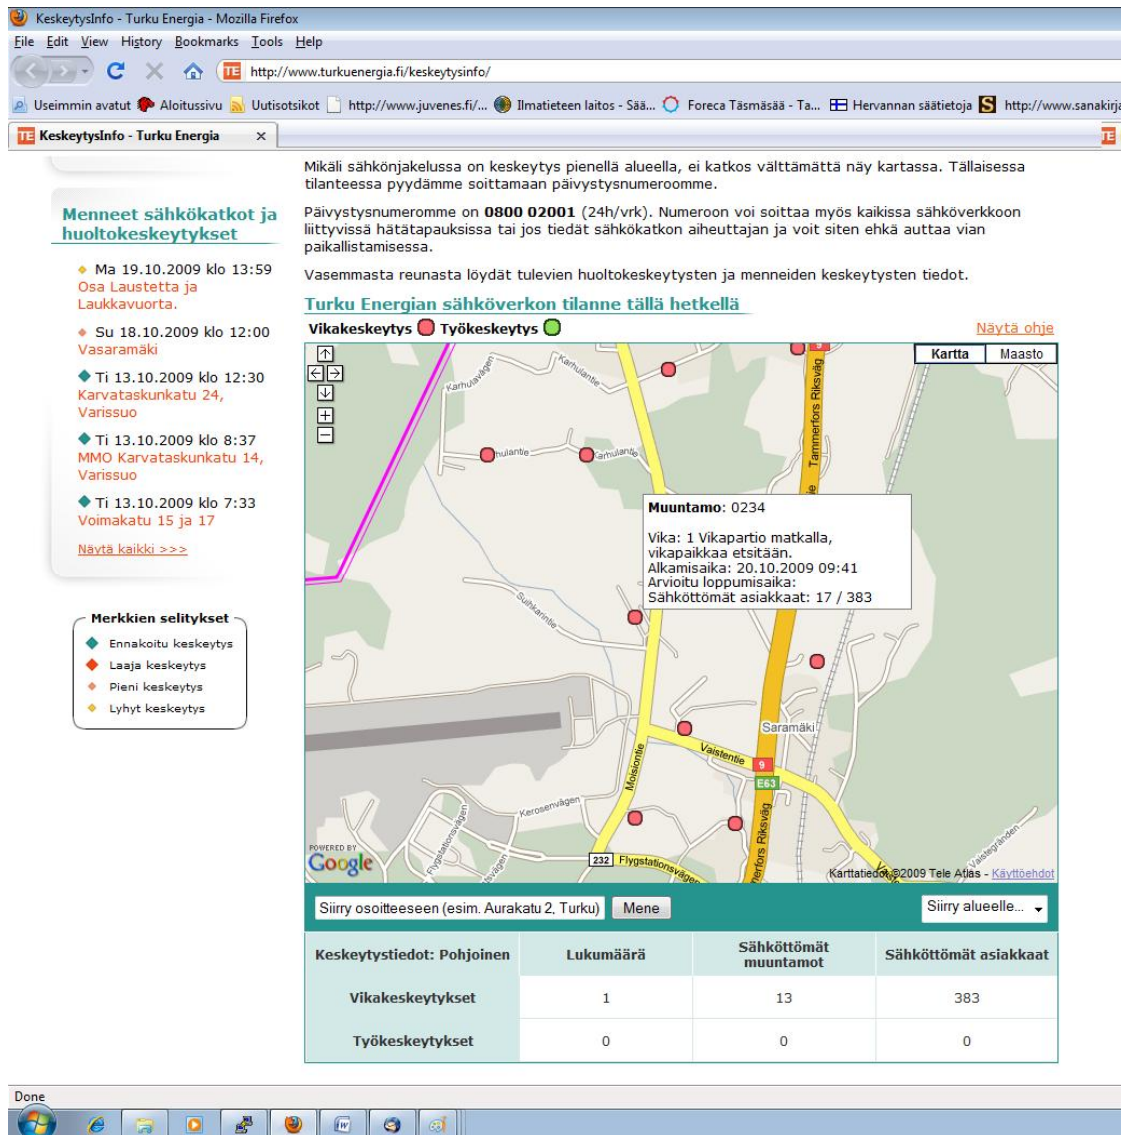 KeskeytysInfo - Turku Energia - Mozilla Firefox
File Edit View History Bookmarks Tools Help
TE http://www.turkuenergia.fi/keskeytysinfo/
Useimmin avatut Aloitussivu Uutisotsikot http://www.juvenes.fi/... Ilmatieteen laitos - Sää... Foreca Täsmäsää - Ta... Hervannan säätietoja S http://www.sanakirja
TE KeskeytysInfo - Turku Energia x TE
Menneet sähkökatkot ja
huoltokeskeytykset
Ma 19.10.2009 klo 13:59
Osa Laustetta ja
Laukkavuorta.
Su 18.10.2009 klo 12:00
Vasaramäki
Ti 13.10.2009 klo 12:30
Karvataskunkatu 24,
Varissuo
Ti 13.10.2009 klo 8:37
MMO Karvataskunkatu 14,
Varissuo
Ti 13.10.2009 klo 7:33
Voimakatu 15 ja 17
Näytä kaikki >>>
Merkkien selitykset
Ennakoitu keskeytys
Laaja keskeytys
Pieni keskeytys
Lyhyt keskeytys
Mikäli sähkönjakelussa on keskeytys pienellä alueella, ei katkos välttämättä näy kartassa. Tällaisessa
tilanteessa pyydämme soittamaan päivystysnumeroomme.
Päivystysnumeromme on 0800 02001 (24h/vrk). Numeroon voi soittaa myös kaikissa sähköverkkoon
liittyvissä hätätapauksissa tai jos tiedät sähkökatkon aiheuttajan ja voit siten ehkä auttaa vian
paikallistamisessa.
Vasemmasta reunasta löydät tulevien huoltokeskeytysten ja menneiden keskeytysten tiedot.
Turku Energian sähköverkon tilanne tällä hetkellä
Vikakeskeytys Työkeskeytys Näytä ohje
Kartta Maasto
9
Karhulavägen
Karhulantie
Tammerfors Riksväg
hulantie
Karhulantie
Muuntamo: 0234
Vika: 1 Vikapartio matkalla,
vikapaikkaa etsitään.
Alkamisaika: 20.10.2009 09:41
Arvioitu loppumisaika:
Sähköttömät asiakkaat: 17 / 383
Suihkarintie
Saramäki
Vaistentie
Moisiontie
9
E63
Kerosenvägen
Flygstationsvägen
232 Flygstationsvägen
Vaistegränden
POWERED BY
Google
Karttatiedot ©2009 Tele Atlas - Käyttöehdot
Siirry osoitteeseen (esim. Aurakatu 2, Turku) Mene Siirry alueelle...
Keskeytystiedot: Pohjoinen Lukumäärä Sähköttömät muuntamot Sähköttömät asiakkaat
Vikakeskeytykset 1 13 383
Työkeskeytykset 0 0 0
Done